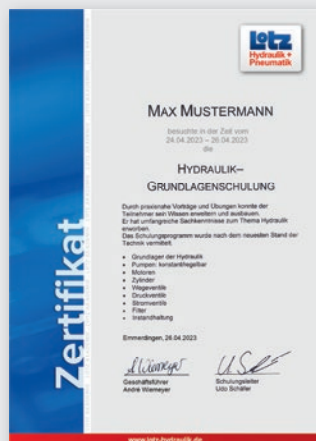 Lotz
Hydraulik +
Pneumatik
MAX MUSTERMANN
besuchte in der Zeit vom
24.04.2023 – 26.04.2023
die
HYDRAULIK–
GRUNDLAGENSCHULUNG
Durch praxisnahe Vorträge und Übungen konnte der
Teilnehmer sein Wissen erweitern und ausbauen.
Er hat umfangreiche Sachkenntnisse zum Thema Hydraulik
erworben.
Das Schulungsprogramm wurde nach dem neuesten Stand der
Technik vermittelt.
• Grundlagen der Hydraulik
• Pumpen: konstant/regelbar
• Motoren
• Zylinder
• Wegeventile
• Druckventile
• Stromventile
• Filter
• Instandhaltung
Emmerdingen, 26.04.2023
Geschäftsführer
André Wiemeyer
Schulungsleiter
Udo Schäfer
Zertifikat
www.lotz-hydraulik.de